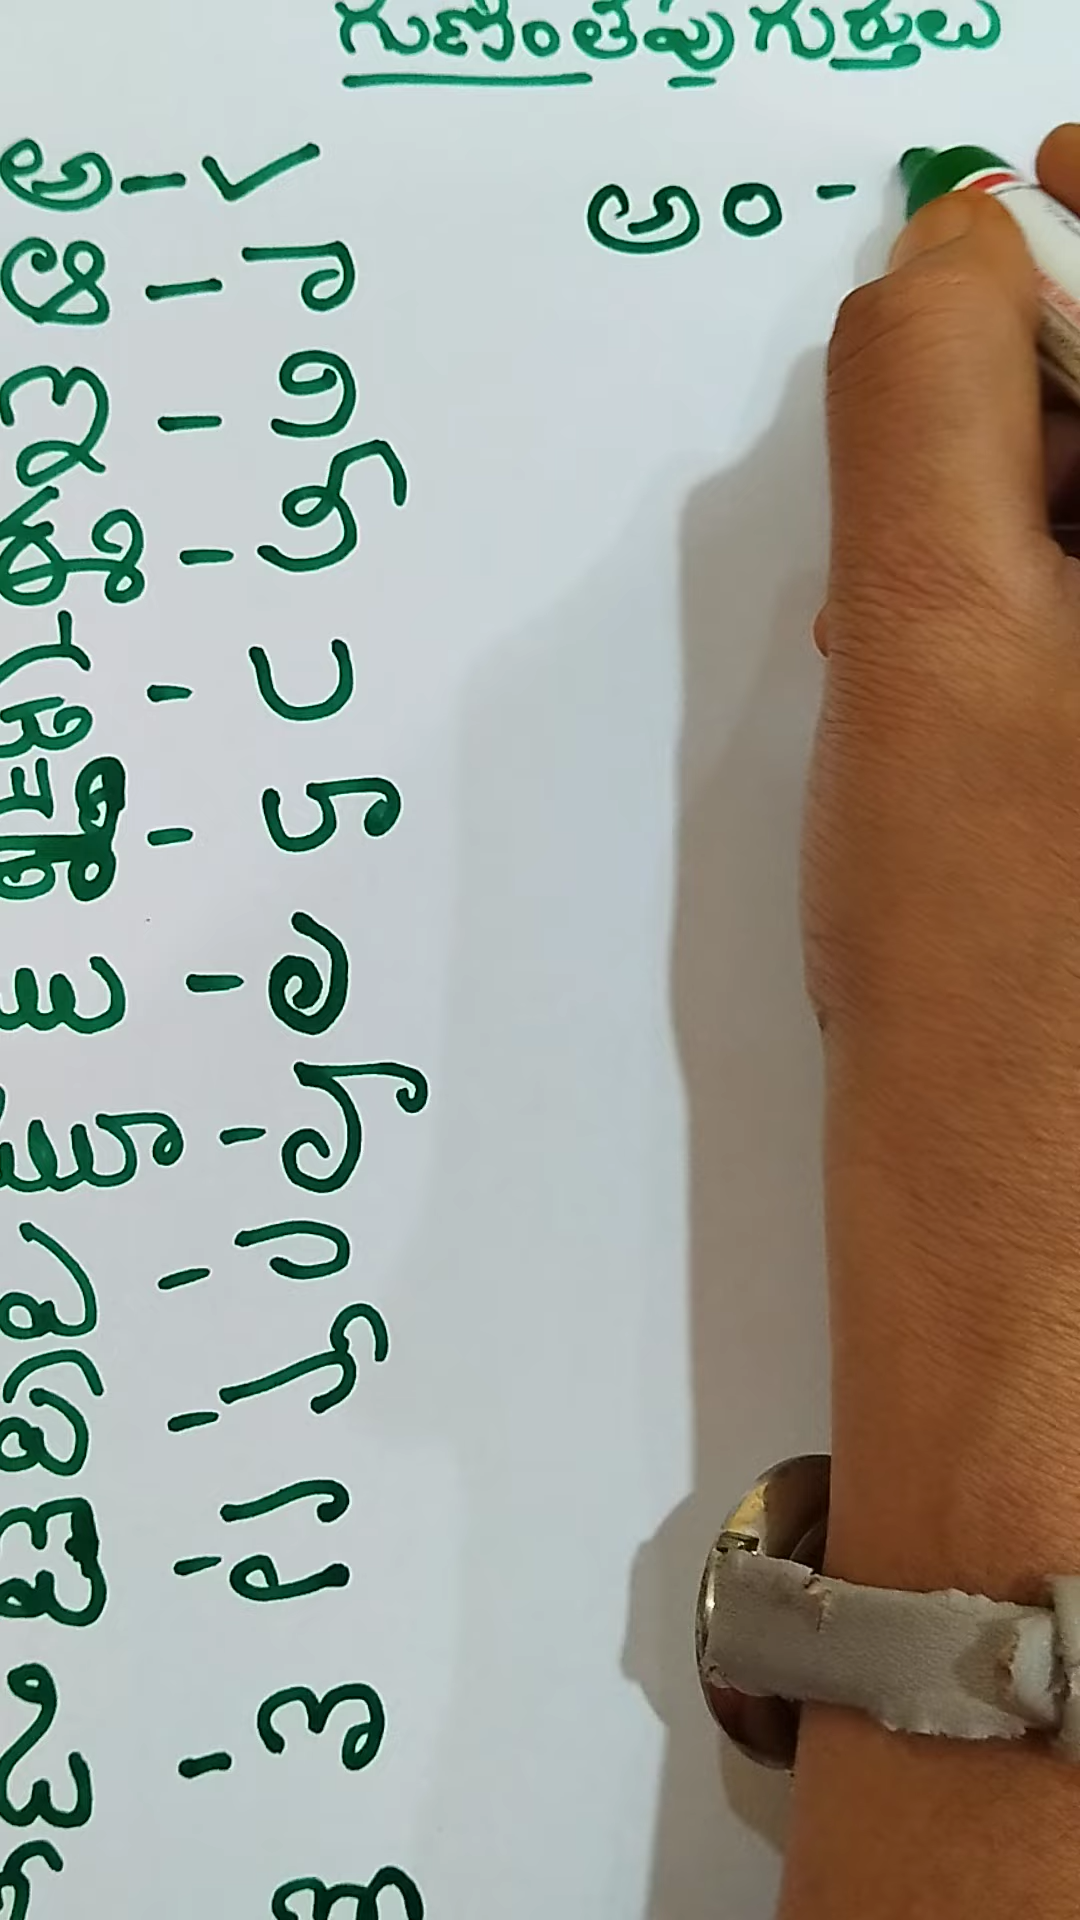 గుణింతపు గుర్తులు
అ - ✓
ఆ - ా
ఇ - ి
ఈ - ీ
ఉ - ు
ఊ - ూ
ఋ - ృ
ౠ - ౄ
ఎ - ె
ఏ - ే
ఐ - ై
ఒ - ొ
అం -